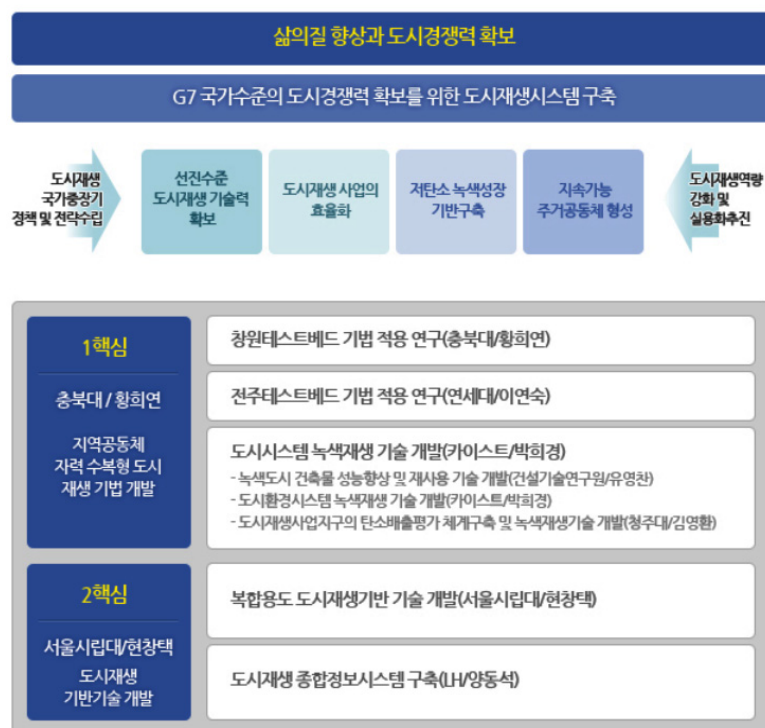 삶의질 향상과 도시경쟁력 확보
G7 국가수준의 도시경쟁력 확보를 위한 도시재생시스템 구축
도시재생
국가중장기
정책 및 전략수립
선진수준
도시재생 기술력
확보
도시재생 사업의
효율화
저탄소 녹색성장
기반구축
지속가능
주거공동체 형성
도시재생역량
강화 및
실용화추진
1핵심
충북대 / 황희연
지역공동체
자력 수복형 도시
재생 기법 개발
창원테스트베드 기법 적용 연구(충북대/황희연)
전주테스트베드 기법 적용 연구(연세대/이연숙)
도시시스템 녹색재생 기술 개발(카이스트/박희경)
- 녹색도시 건축물 성능향상 및 재사용 기술 개발(건설기술연구원/유영찬)
- 도시환경시스템 녹색재생 기술 개발(카이스트/박희경)
- 도시재생사업지구의 탄소배출평가 체계구축 및 녹색재생기술 개발(청주대/김영환)
2핵심
서울시립대/현창택
도시재생
기반기술 개발
복합용도 도시재생기반 기술 개발(서울시립대/현창택)
도시재생 종합정보시스템 구축(LH/양동석)